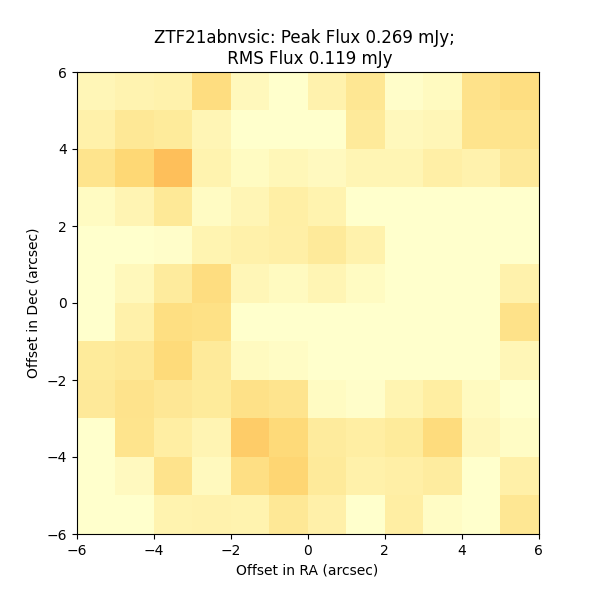 ZTF21abnvsic: Peak Flux 0.269 mJy;
RMS Flux 0.119 mJy
6
4
2
0
−2
−4
−6
Offset in Dec (arcsec)
−6 −4 −2 0 2 4 6
Offset in RA (arcsec)